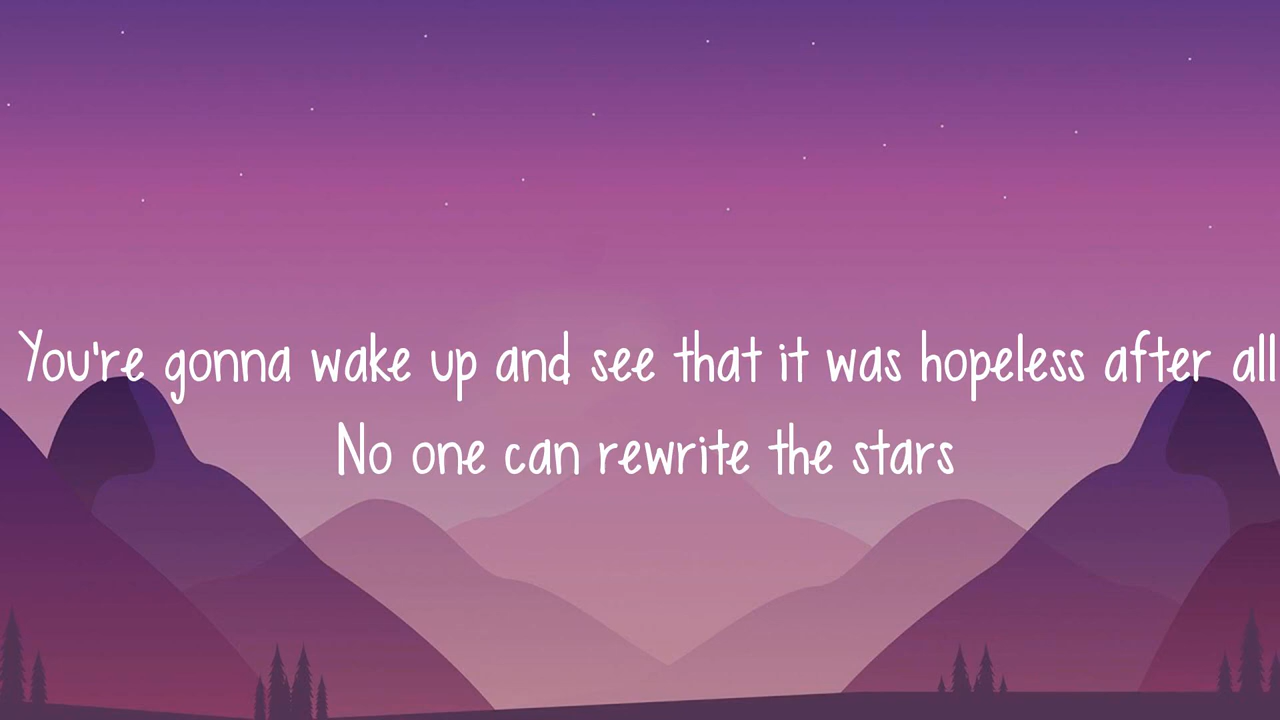 You're gonna wake up and see that it was hopeless after all
No one can rewrite the stars